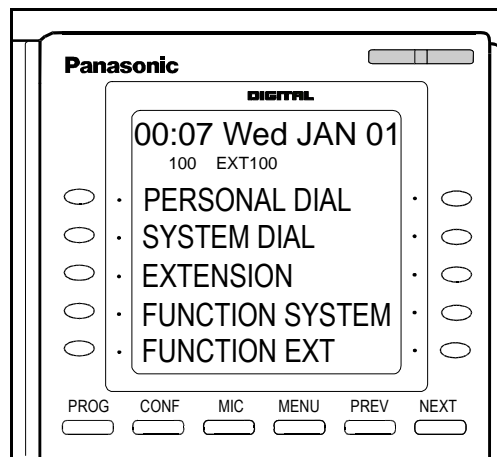 Panasonic
DIGITAL
00:07 Wed JAN 01
100 EXT100
PERSONAL DIAL
SYSTEM DIAL
EXTENSION
FUNCTION SYSTEM
FUNCTION EXT
PROG CONF MIC MENU PREV NEXT